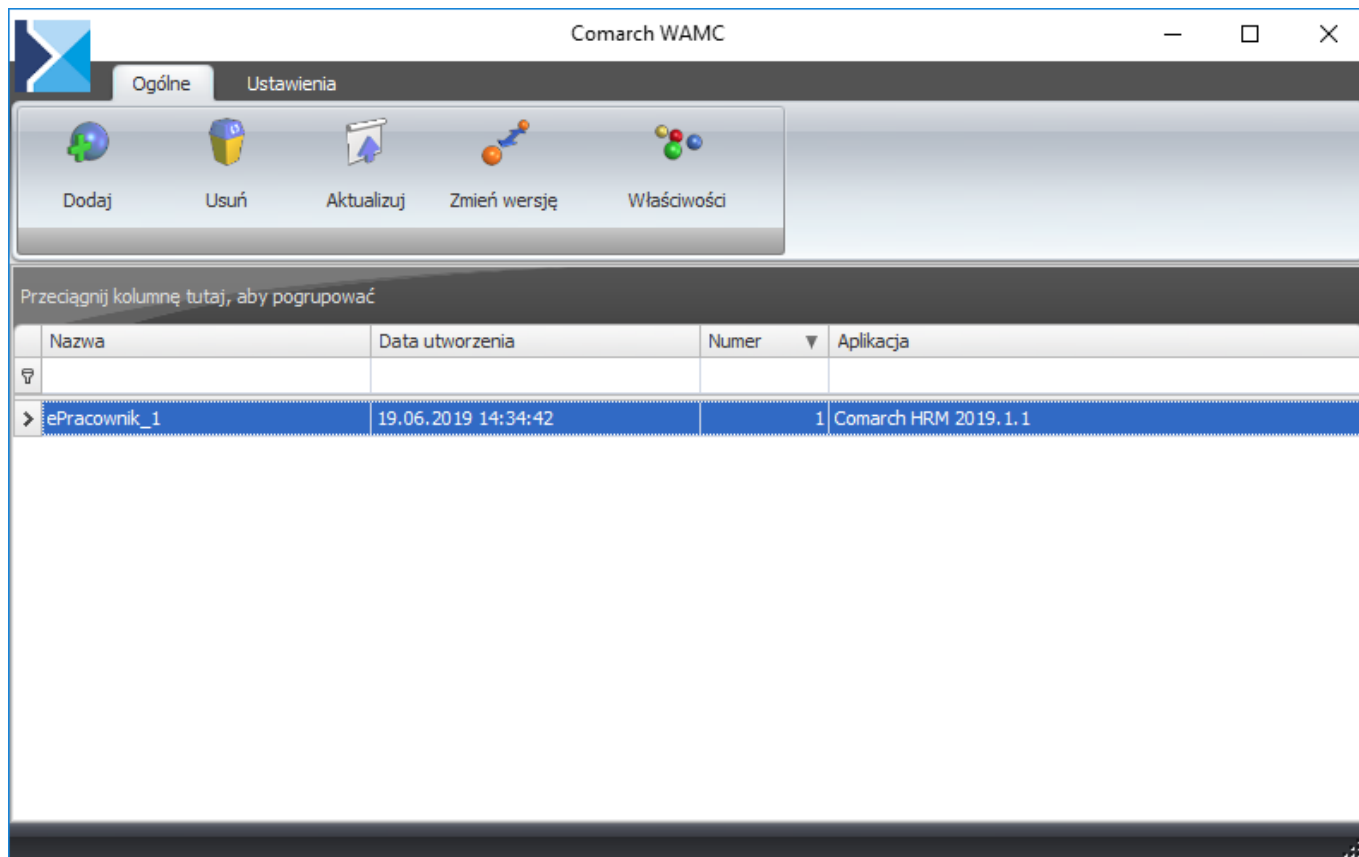 Comarch WAMC
Ogólne Ustawienia
Dodaj Usuń Aktualizuj Zmień wersję Właściwości
Przeciągnij kolumnę tutaj, aby pogrupować
Nazwa Data utworzenia Numer Aplikacja
ePracownik_1 19.06.2019 14:34:42 1 Comarch HRM 2019.1.1